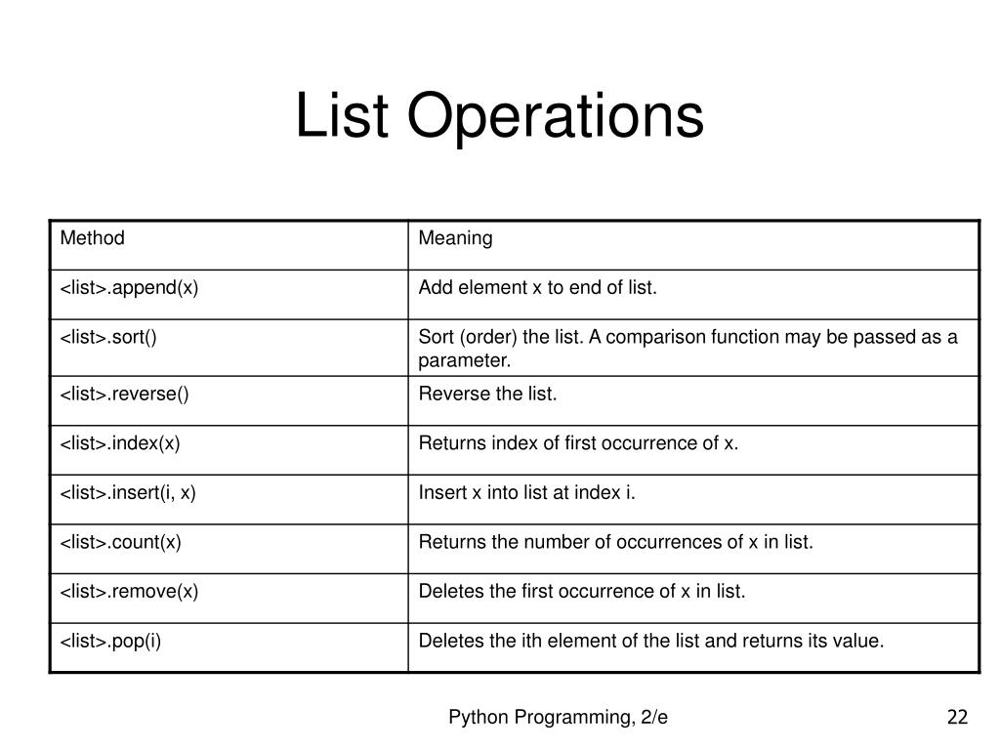 List Operations
Method
Meaning
<list>.append(x)
Add element x to end of list.
<list>.sort()
Sort (order) the list. A comparison function may be passed as a
parameter.
<list>.reverse()
Reverse the list.
<list>.index(x)
Returns index of first occurrence of x.
<list>.insert(i, x)
Insert x into list at index i.
<list>.count(x)
Returns the number of occurrences of x in list.
<list>.remove(x)
Deletes the first occurrence of x in list.
<list>.pop(i)
Deletes the ith element of the list and returns its value.
Python Programming, 2/e
22